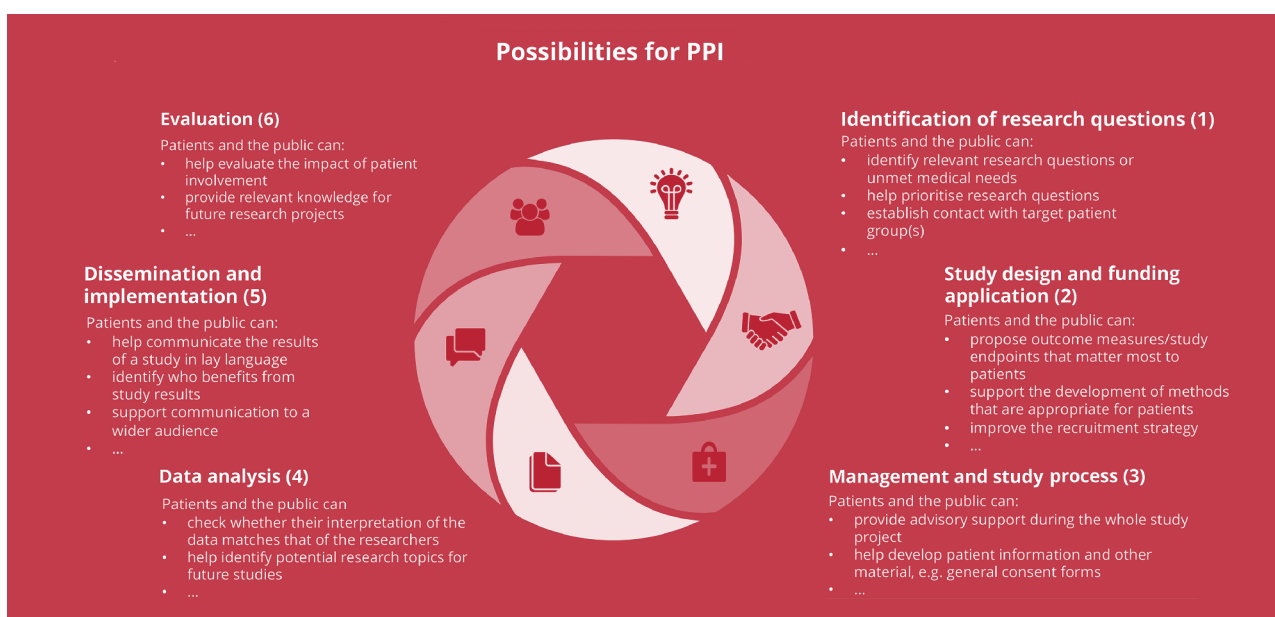 Possibilities for PPI
Identification of research questions (1)
Patients and the public can:
• identify relevant research questions or
unmet medical needs
• help prioritise research questions
• establish contact with target patient
group(s)
• ...
Study design and funding
application (2)
Patients and the public can:
• propose outcome measures/study
endpoints that matter most to
patients
• support the development of methods
that are appropriate for patients
• improve the recruitment strategy
• ...
Management and study process (3)
Patients and the public can:
• provide advisory support during the whole study
project
• help develop patient information and other
material, e.g. general consent forms
• ...
Data analysis (4)
Patients and the public can
• check whether their interpretation of the
data matches that of the researchers
• help identify potential research topics for
future studies
• ...
Dissemination and
implementation (5)
Patients and the public can:
• help communicate the results
of a study in lay language
• identify who benefits from
study results
• support communication to a
wider audience
• ...
Evaluation (6)
Patients and the public can:
• help evaluate the impact of patient
involvement
• provide relevant knowledge for
future research projects
• ...